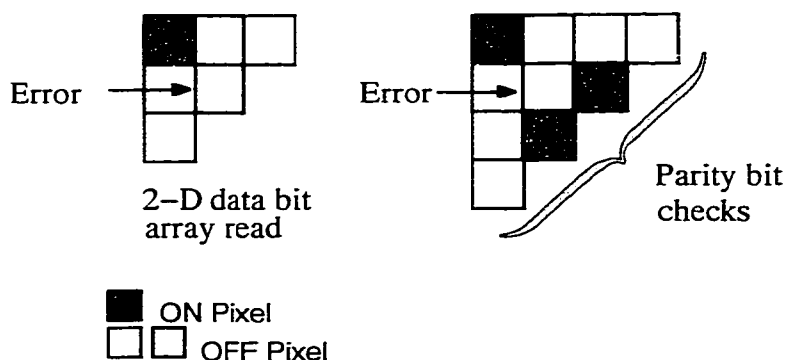 Error
Error
2–D data bit
array read
Parity bit
checks
ON Pixel
OFF Pixel